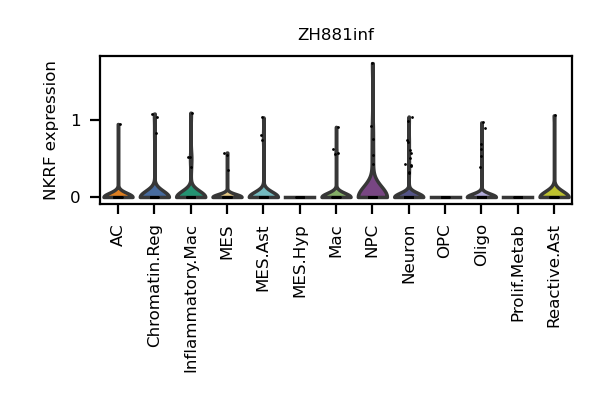 ZH881inf
NKRF expression
1
0
AC
Chromatin.Reg
Inflammatory.Mac
MES
MES.Ast
MES.Hyp
Mac
NPC
Neuron
OPC
Oligo
Prolif.Metab
Reactive.Ast